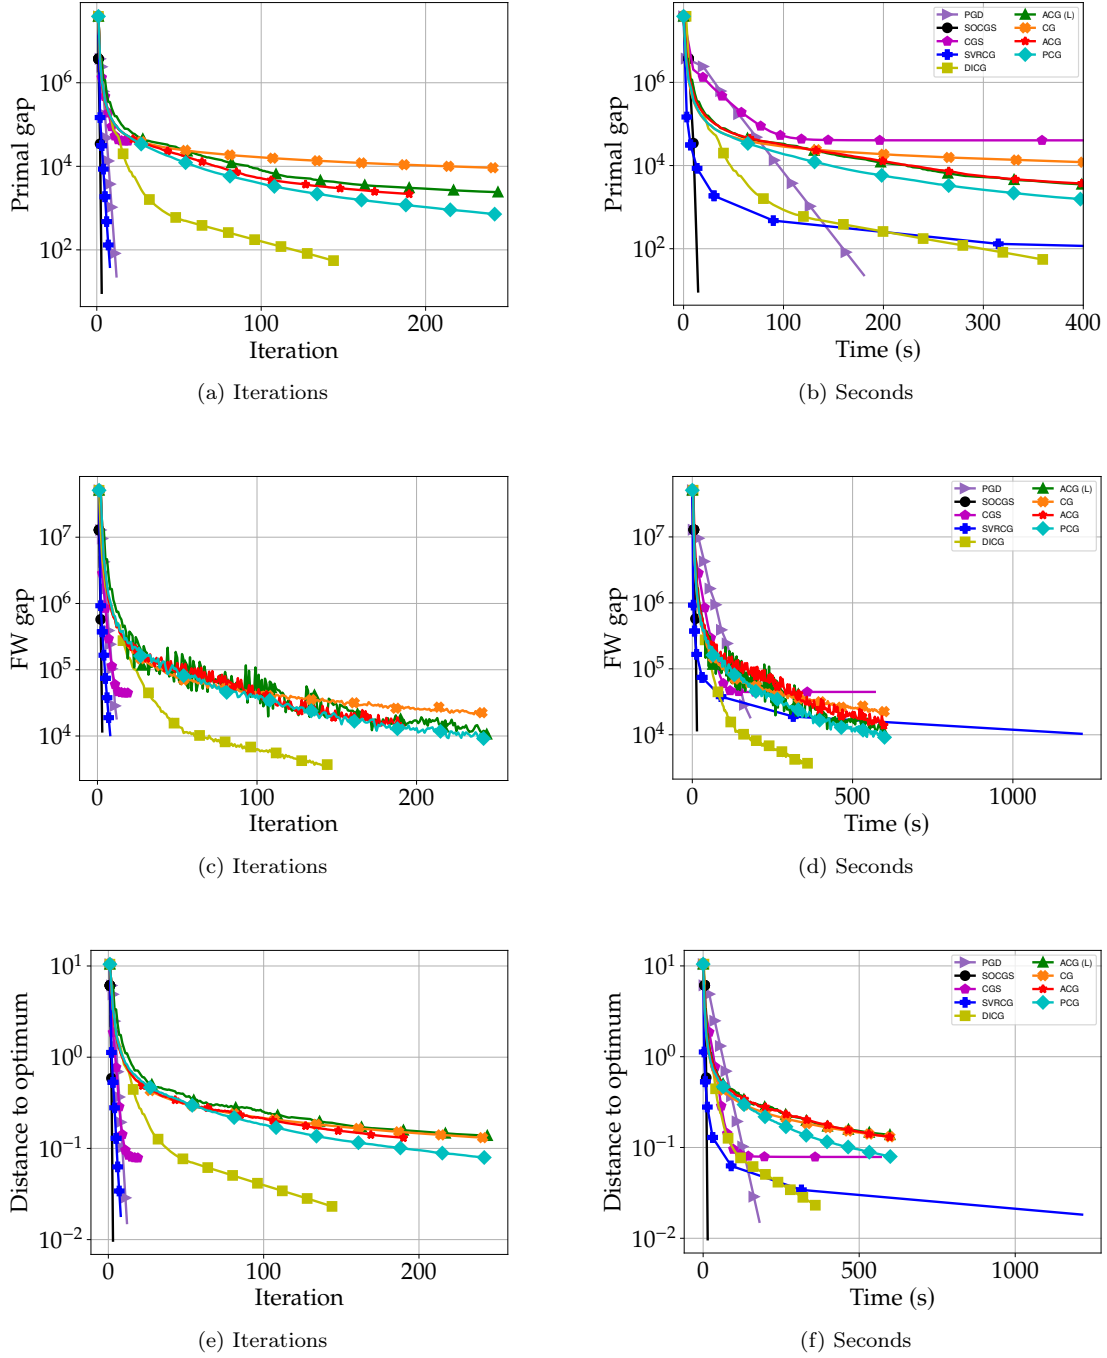 Primal gap
10^6
10^4
10^2
0 100 200
Iteration
(a) Iterations
Primal gap
10^6
10^4
10^2
0 100 200 300 400
Time (s)
PGD
SOCGS
CGS
SVRCG
DICG
ACG (L)
CG
ACG
PCG
(b) Seconds
FW gap
10^7
10^6
10^5
10^4
0 100 200
Iteration
(c) Iterations
FW gap
10^7
10^6
10^5
10^4
0 500 1000
Time (s)
PGD
SOCGS
CGS
SVRCG
DICG
ACG (L)
CG
ACG
PCG
(d) Seconds
Distance to optimum
10^1
10^0
10^−1
10^−2
0 100 200
Iteration
(e) Iterations
Distance to optimum
10^1
10^0
10^−1
10^−2
0 500 1000
Time (s)
PGD
SOCGS
CGS
SVRCG
DICG
ACG (L)
CG
ACG
PCG
(f) Seconds